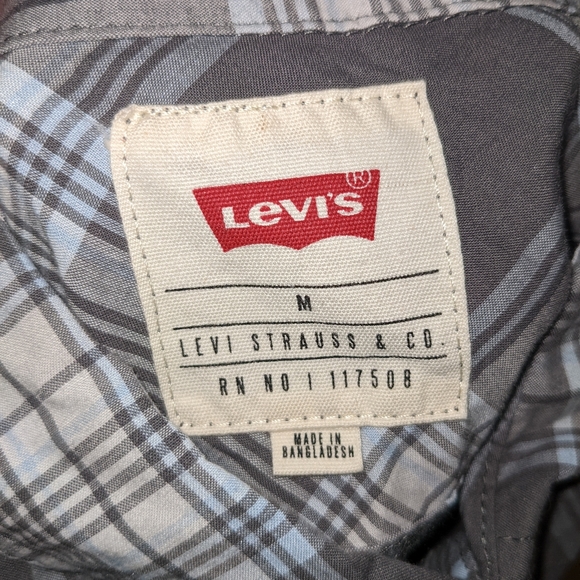 Levi's®
M
LEVI STRAUSS & CO.
RN NO | 117508
MADE IN
BANGLADESH